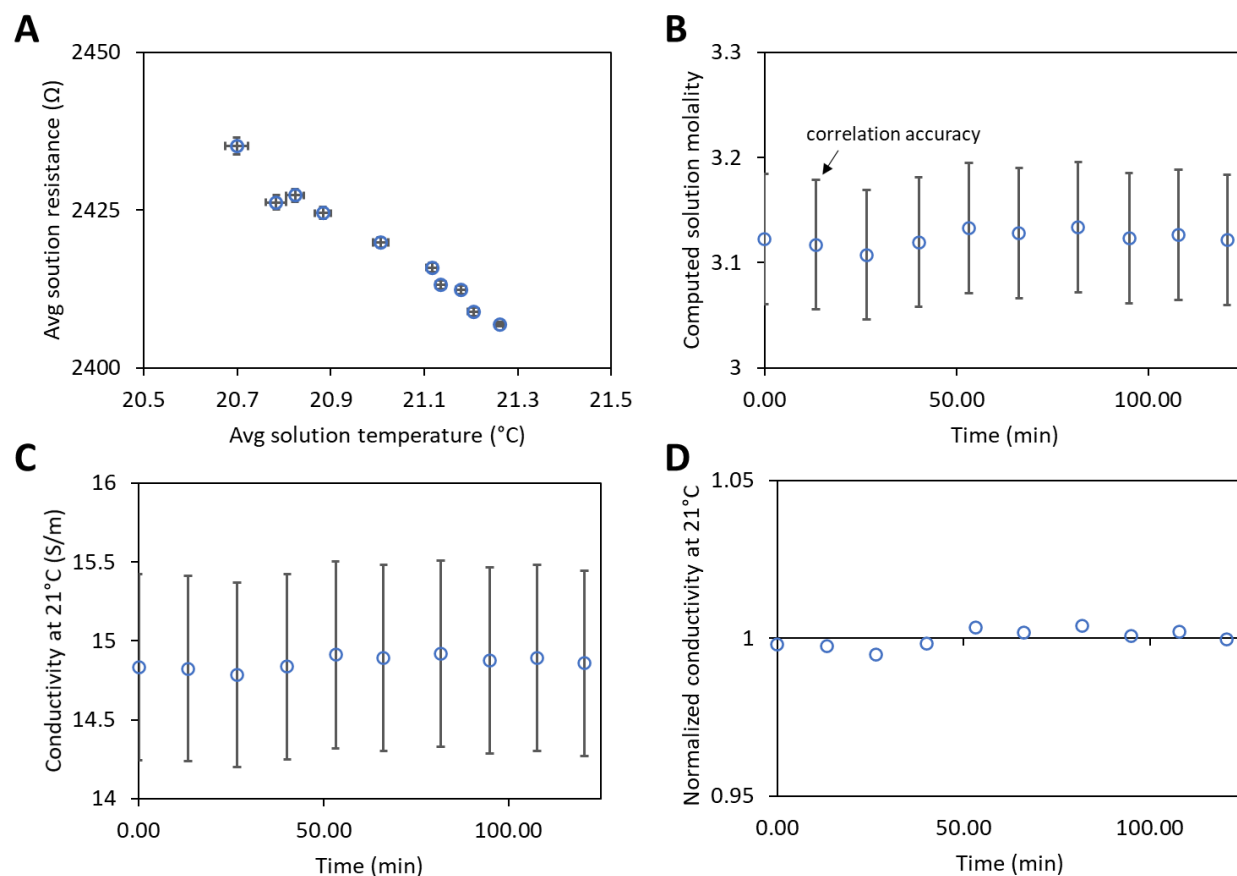 A
Avg soution resistance (Ω)
2450
2425
2400
20.5 20.7 20.9 21.1 21.3 21.5
Avg solution temperature (°C)
B
Computed solution molality
3.3
3.2
3.1
3
correlation accuracy
0.00 50.00 100.00
Time (min)
C
Conductivity at 21°C (S/m)
16
15.5
15
14.5
14
0.00 50.00 100.00
Time (min)
D
Normalized conductivity at 21°C
1.05
1
0.95
0.00 50.00 100.00
Time (min)